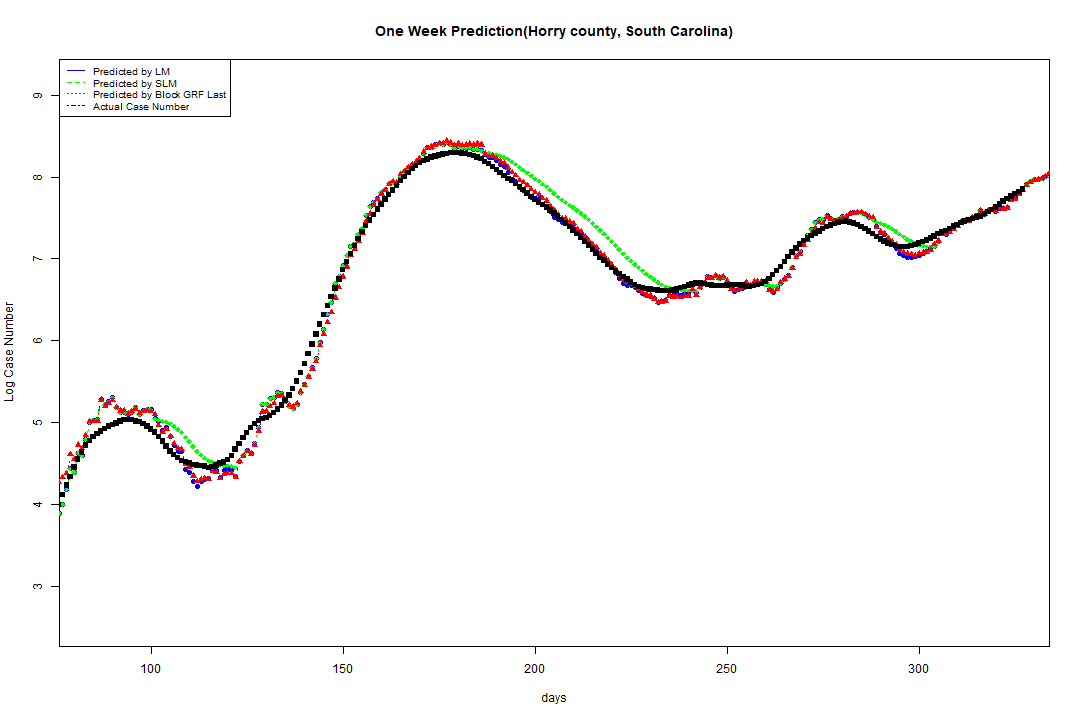 One Week Prediction(Horry county, South Carolina)
Predicted by LM
Predicted by SLM
Predicted by Block GRF Last
Actual Case Number
9
8
7
6
5
4
3
Log Case Number
100 150 200 250 300
days